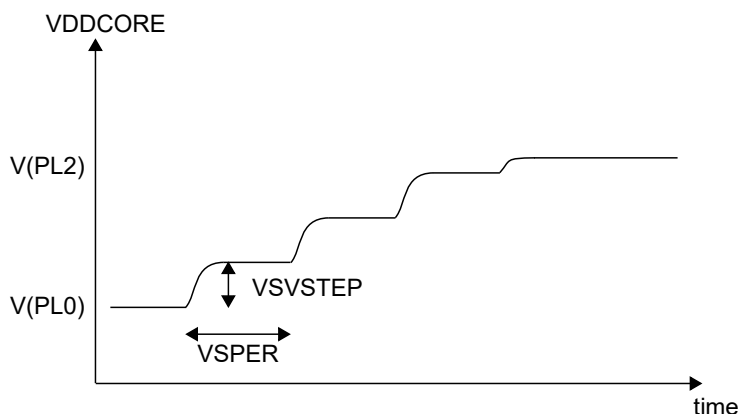 VDDCORE
V(PL2)
VSVSTEP
V(PL0)
VSPER
time